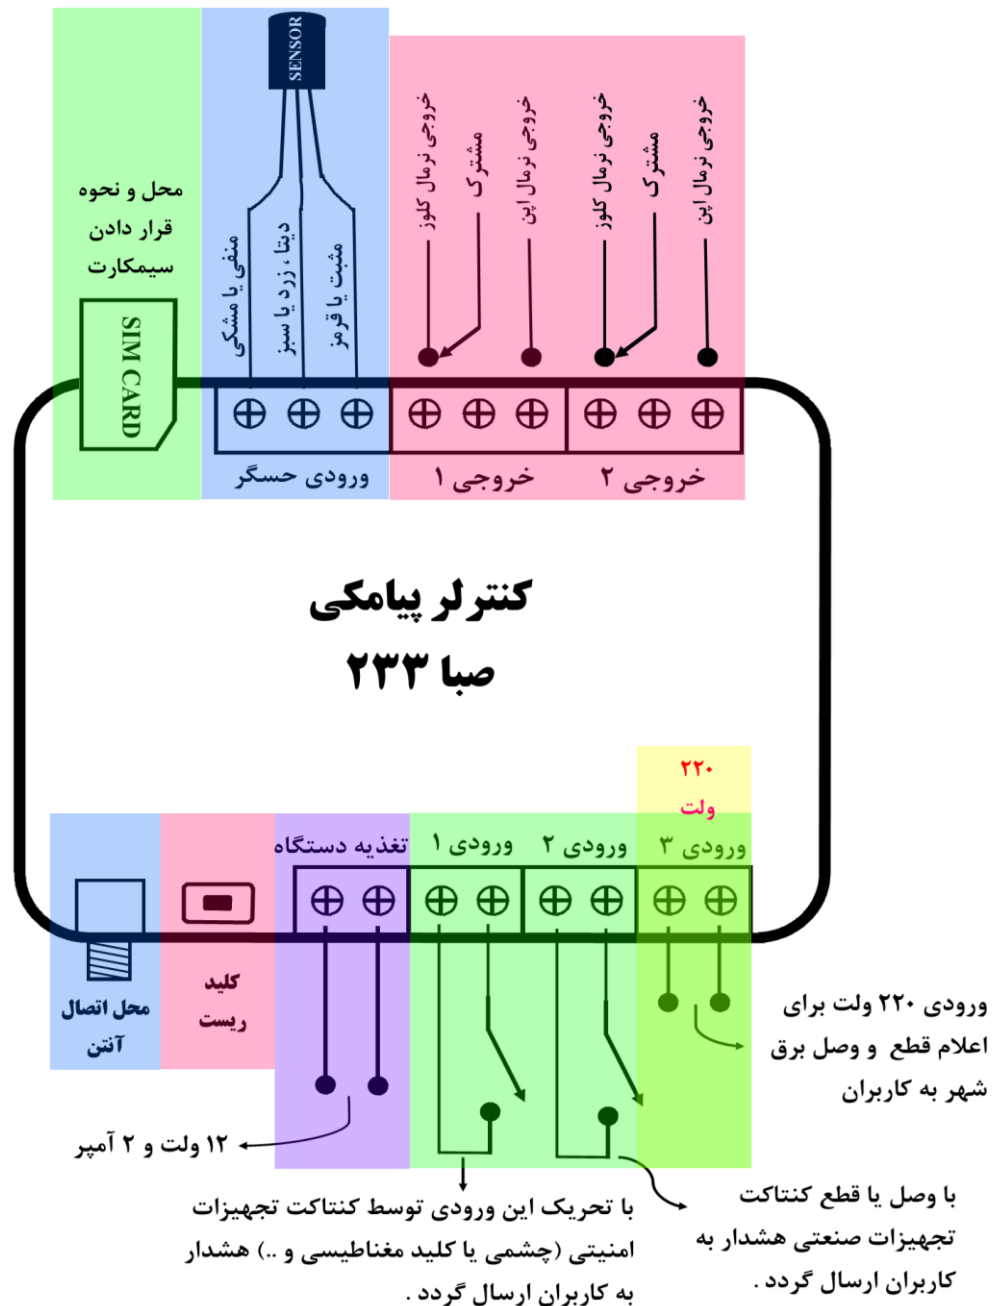 SENSOR
محل و نحوه
قرار دادن
سیمکارت
SIM CARD
منفی یا مشکی
دیتا ، زرد یا سبز
مثبت یا قرمز
خروجی نرمال کلوز
مشترک
خروجی نرمال اپن
خروجی نرمال کلوز
مشترک
خروجی نرمال اپن
ورودی حسگر
خروجی ۱
خروجی ۲
کنترلر پیامکی
صبا ۲۳۳
۲۲۰
ولت
تغذیه دستگاه
ورودی ۱
ورودی ۲
ورودی ۳
محل اتصال
آنتن
کلید
ریست
۱۲ ولت و ۲ آمپر
ورودی ۲۲۰ ولت برای
اعلام قطع و وصل برق
شهر به کاربران
با تحریک این ورودی توسط کنتاکت تجهیزات
امنیتی (چشمی یا کلید مغناطیسی و ..) هشدار
به کاربران ارسال گردد .
با وصل یا قطع کنتاکت
تجهیزات صنعتی هشدار به
کاربران ارسال گردد .